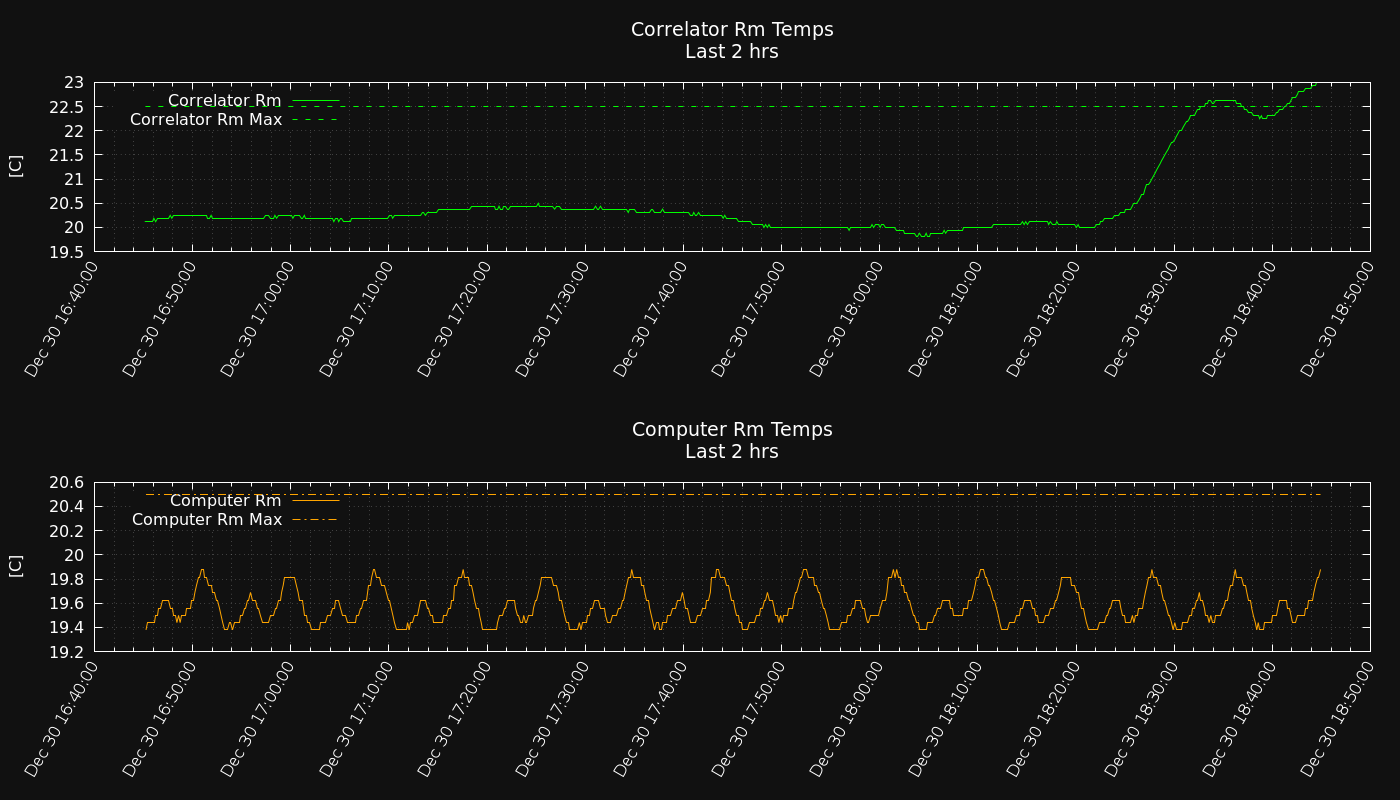 Correlator Rm Temps
Last 2 hrs
23
22.5
22
21.5
21
20.5
20
19.5
[C]
Correlator Rm
Correlator Rm Max
Dec 30 16:40:00
Dec 30 16:50:00
Dec 30 17:00:00
Dec 30 17:10:00
Dec 30 17:20:00
Dec 30 17:30:00
Dec 30 17:40:00
Dec 30 17:50:00
Dec 30 18:00:00
Dec 30 18:10:00
Dec 30 18:20:00
Dec 30 18:30:00
Dec 30 18:40:00
Dec 30 18:50:00
Computer Rm Temps
Last 2 hrs
20.6
20.4
20.2
20
19.8
19.6
19.4
19.2
[C]
Computer Rm
Computer Rm Max
Dec 30 16:40:00
Dec 30 16:50:00
Dec 30 17:00:00
Dec 30 17:10:00
Dec 30 17:20:00
Dec 30 17:30:00
Dec 30 17:40:00
Dec 30 17:50:00
Dec 30 18:00:00
Dec 30 18:10:00
Dec 30 18:20:00
Dec 30 18:30:00
Dec 30 18:40:00
Dec 30 18:50:00